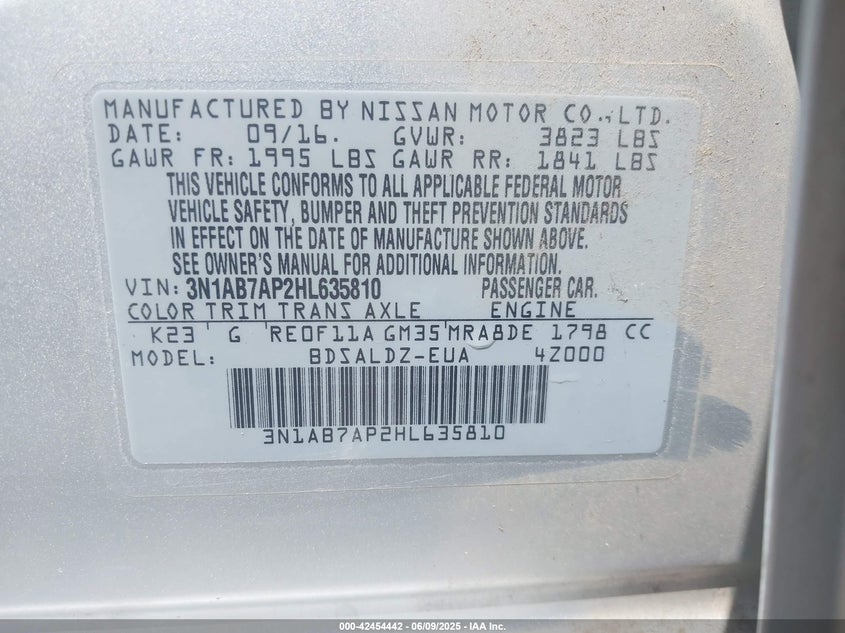 MANUFACTURED BY NISSAN MOTOR CO., LTD.
DATE: 09/16. GVWR: 3823 LBS
GAWR FR: 1995 LBS GAWR RR: 1841 LBS
THIS VEHICLE CONFORMS TO ALL APPLICABLE FEDERAL MOTOR
VEHICLE SAFETY, BUMPER AND THEFT PREVENTION STANDARDS
IN EFFECT ON THE DATE OF MANUFACTURE SHOWN ABOVE.
SEE OWNER'S MANUAL FOR ADDITIONAL INFORMATION.
VIN: 3N1AB7AP2HL635810 PASSENGER CAR.
COLOR TRIM TRANS AXLE ENGINE
K23 G RE0F11A GM35 MRA8DE 1798 CC
MODEL: BDSALDZ-EUA 4Z000
3N1AB7AP2HL635810
000-42454442 - 06/09/2025 - IAA Inc.